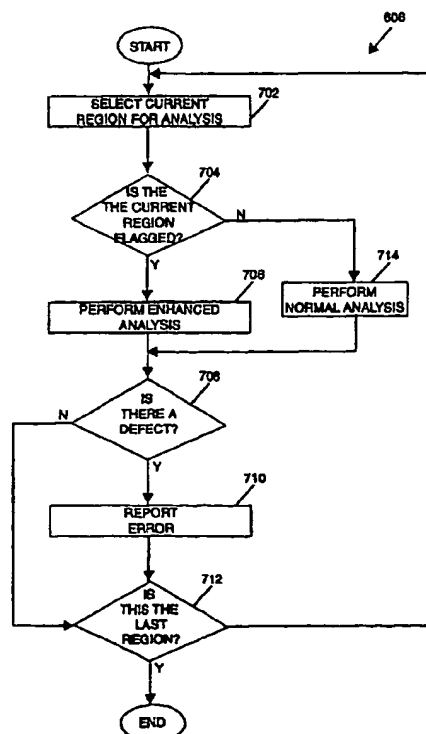 608
START
SELECT CURRENT
REGION FOR ANALYSIS
702
704
IS THE
THE CURRENT
REGION
FLAGGED?
N
Y
714
PERFORM
NORMAL ANALYSIS
706
PERFORM ENHANCED
ANALYSIS
708
IS
THERE A
DEFECT?
N
Y
710
REPORT
ERROR
712
IS
THIS THE
LAST
REGION?
Y
END